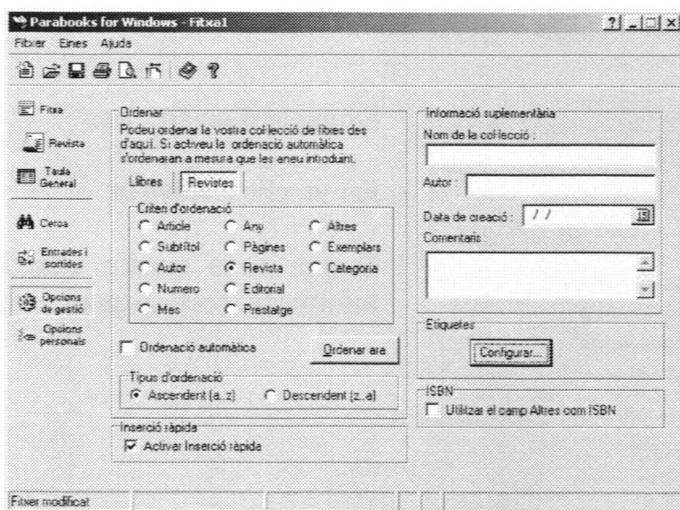 Parabooks for Windows - Fitxa1
Fitxer Eines Ajuda
Fitxa
Revista
Taula
General
Cerca
Entrades i
sortides
Opcions
de gestió
Opcions
personals
Ordenar
Podeu ordenar la vostra col·lecció de fitxes des
d'aquí. Si activeu la ordenació automàtica
s'ordenaran a mesura que les aneu introduint.
Llibres Revistes
Criteri d'ordenació
Article Any Altres
Subtítol Pàgines Exemplars
Autor Revista Categoria
Numero Editorial
Mes Prestatge
Ordenació automàtica Ordenar ara
Tipus d'ordenació
Ascendent (a..z) Descendent (z..a)
Inserció ràpida
Activar Inserció ràpida
Informació suplementària
Nom de la col·lecció :
Autor :
Data de creació : / /
Comentaris
Etiquetes
Configurar...
ISBN
Utilitzar el camp Altres com ISBN
Fitxer modificat